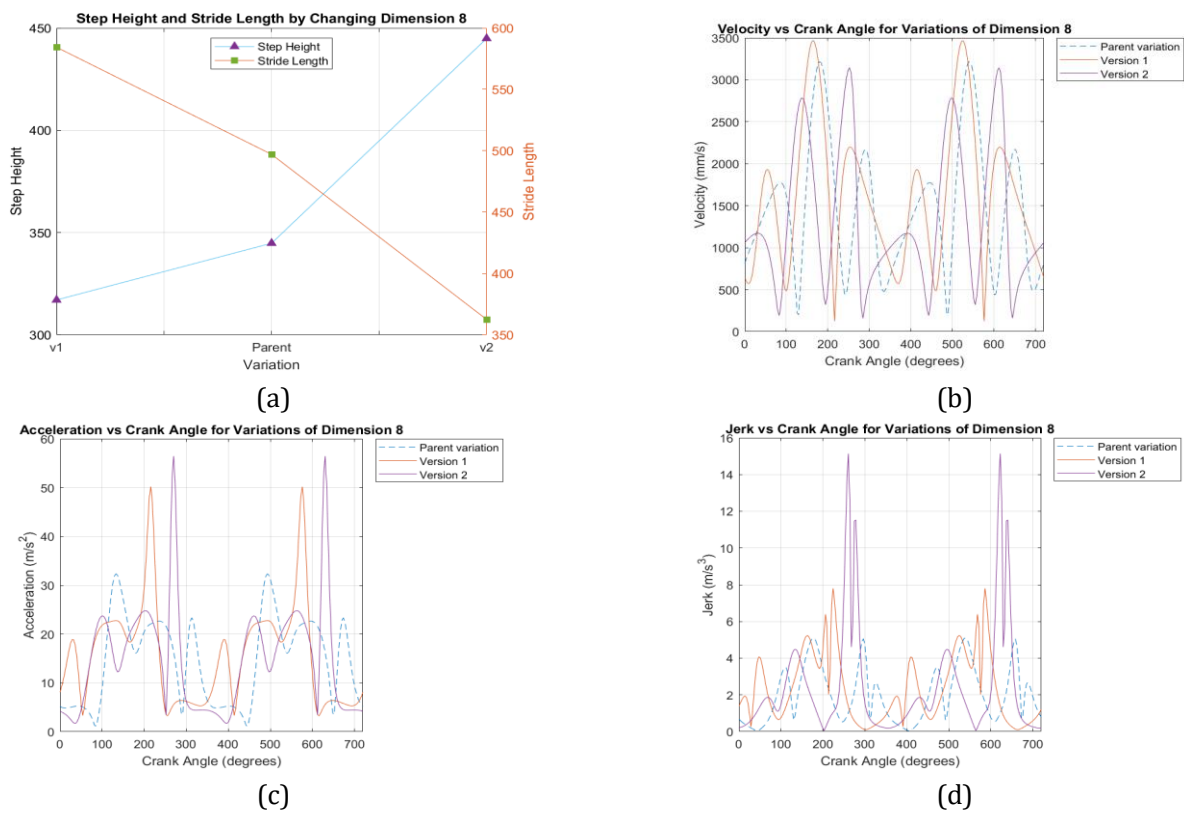 Step Height and Stride Length by Changing Dimension 8
450
400
350
300
Step Height
Step Height
Stride Length
600
550
500
450
400
350
Stride Length
v1
Parent
v2
Variation
(a)
Velocity vs Crank Angle for Variations of Dimension 8
3500
3000
2500
2000
1500
1000
500
0
Velocity (mm/s)
0 100 200 300 400 500 600 700
Crank Angle (degrees)
Parent variation
Version 1
Version 2
(b)
Acceleration vs Crank Angle for Variations of Dimension 8
60
50
40
30
20
10
0
Acceleration (m/s²)
0 100 200 300 400 500 600 700
Crank Angle (degrees)
Parent variation
Version 1
Version 2
(c)
Jerk vs Crank Angle for Variations of Dimension 8
16
14
12
10
8
6
4
2
0
Jerk (m/s³)
0 100 200 300 400 500 600 700
Crank Angle (degrees)
Parent variation
Version 1
Version 2
(d)